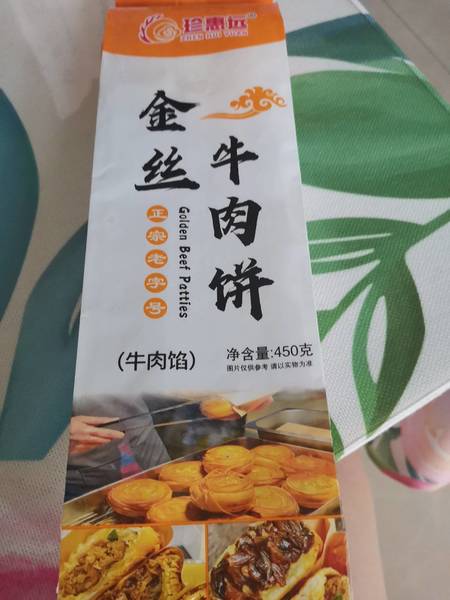 珍惠远
ZHEN HUI YUAN
金丝
牛肉饼
Golden Beef Patties
正宗老字号
(牛肉馅)
净含量:450克
图片仅供参考 请以实物为准